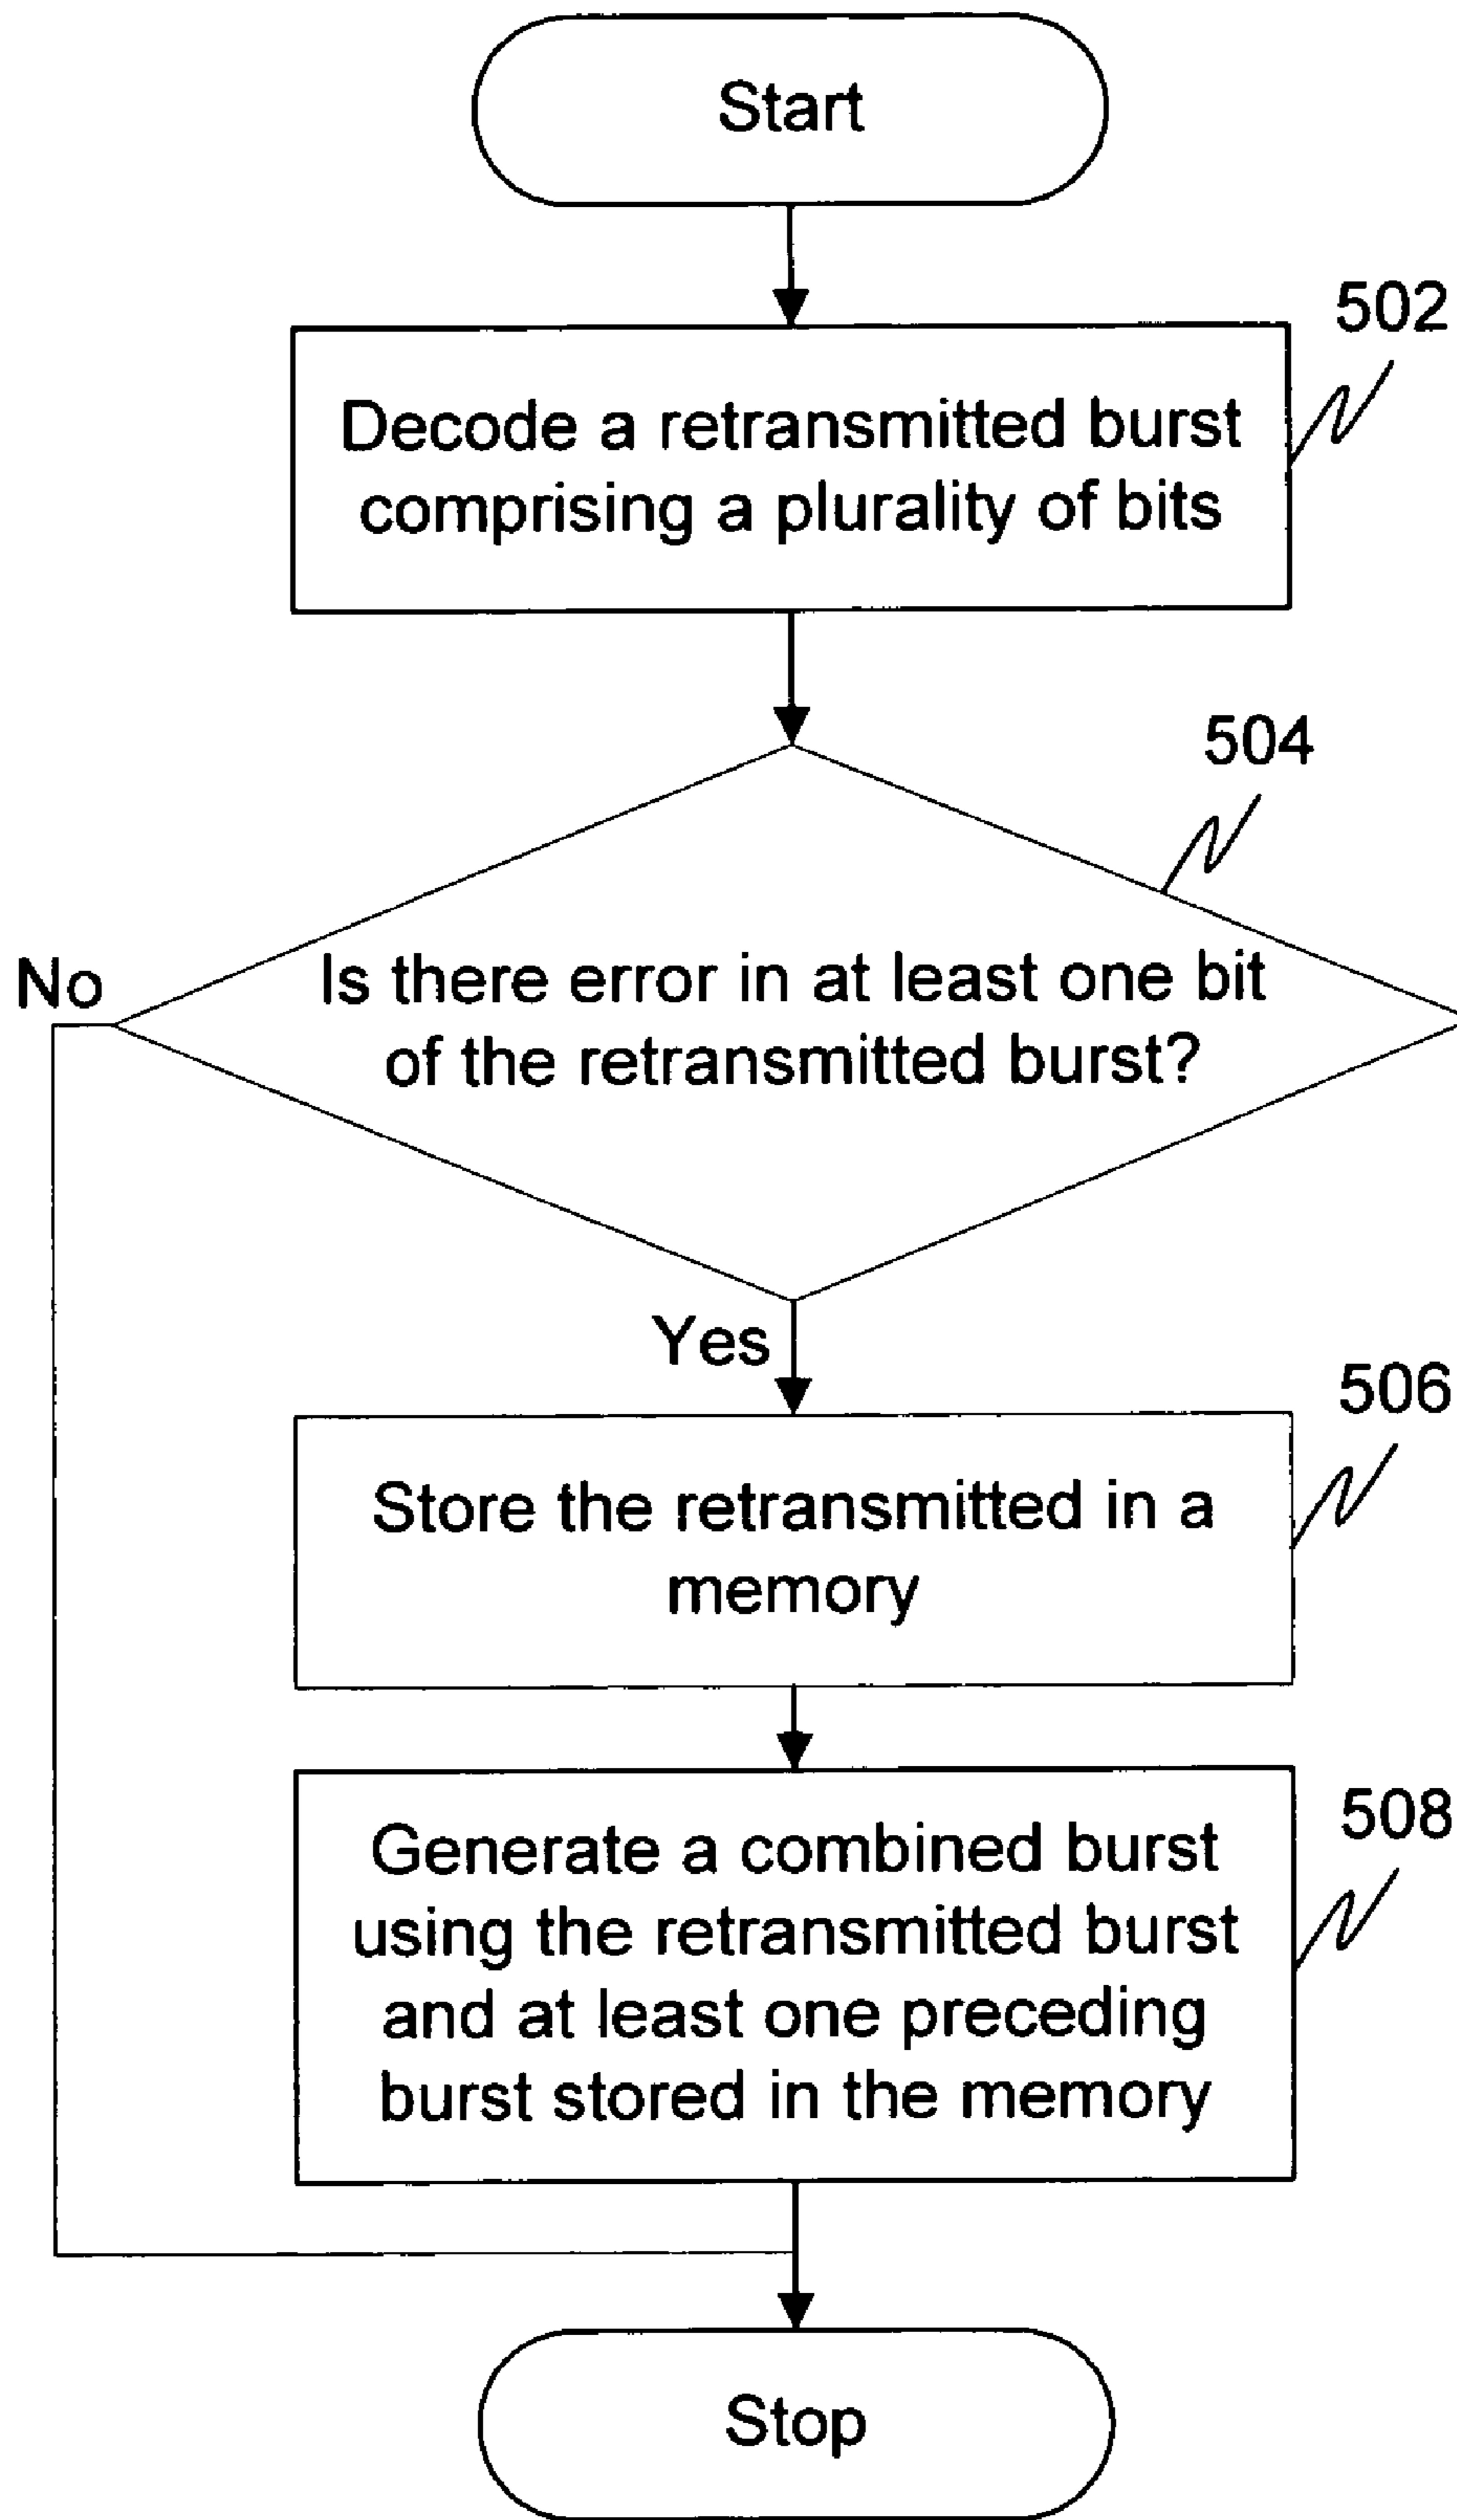 Start
502
Decode a retransmitted burst
comprising a plurality of bits
504
No
Is there error in at least one bit
of the retransmitted burst?
Yes
506
Store the retransmitted in a
memory
508
Generate a combined burst
using the retransmitted burst
and at least one preceding
burst stored in the memory
Stop